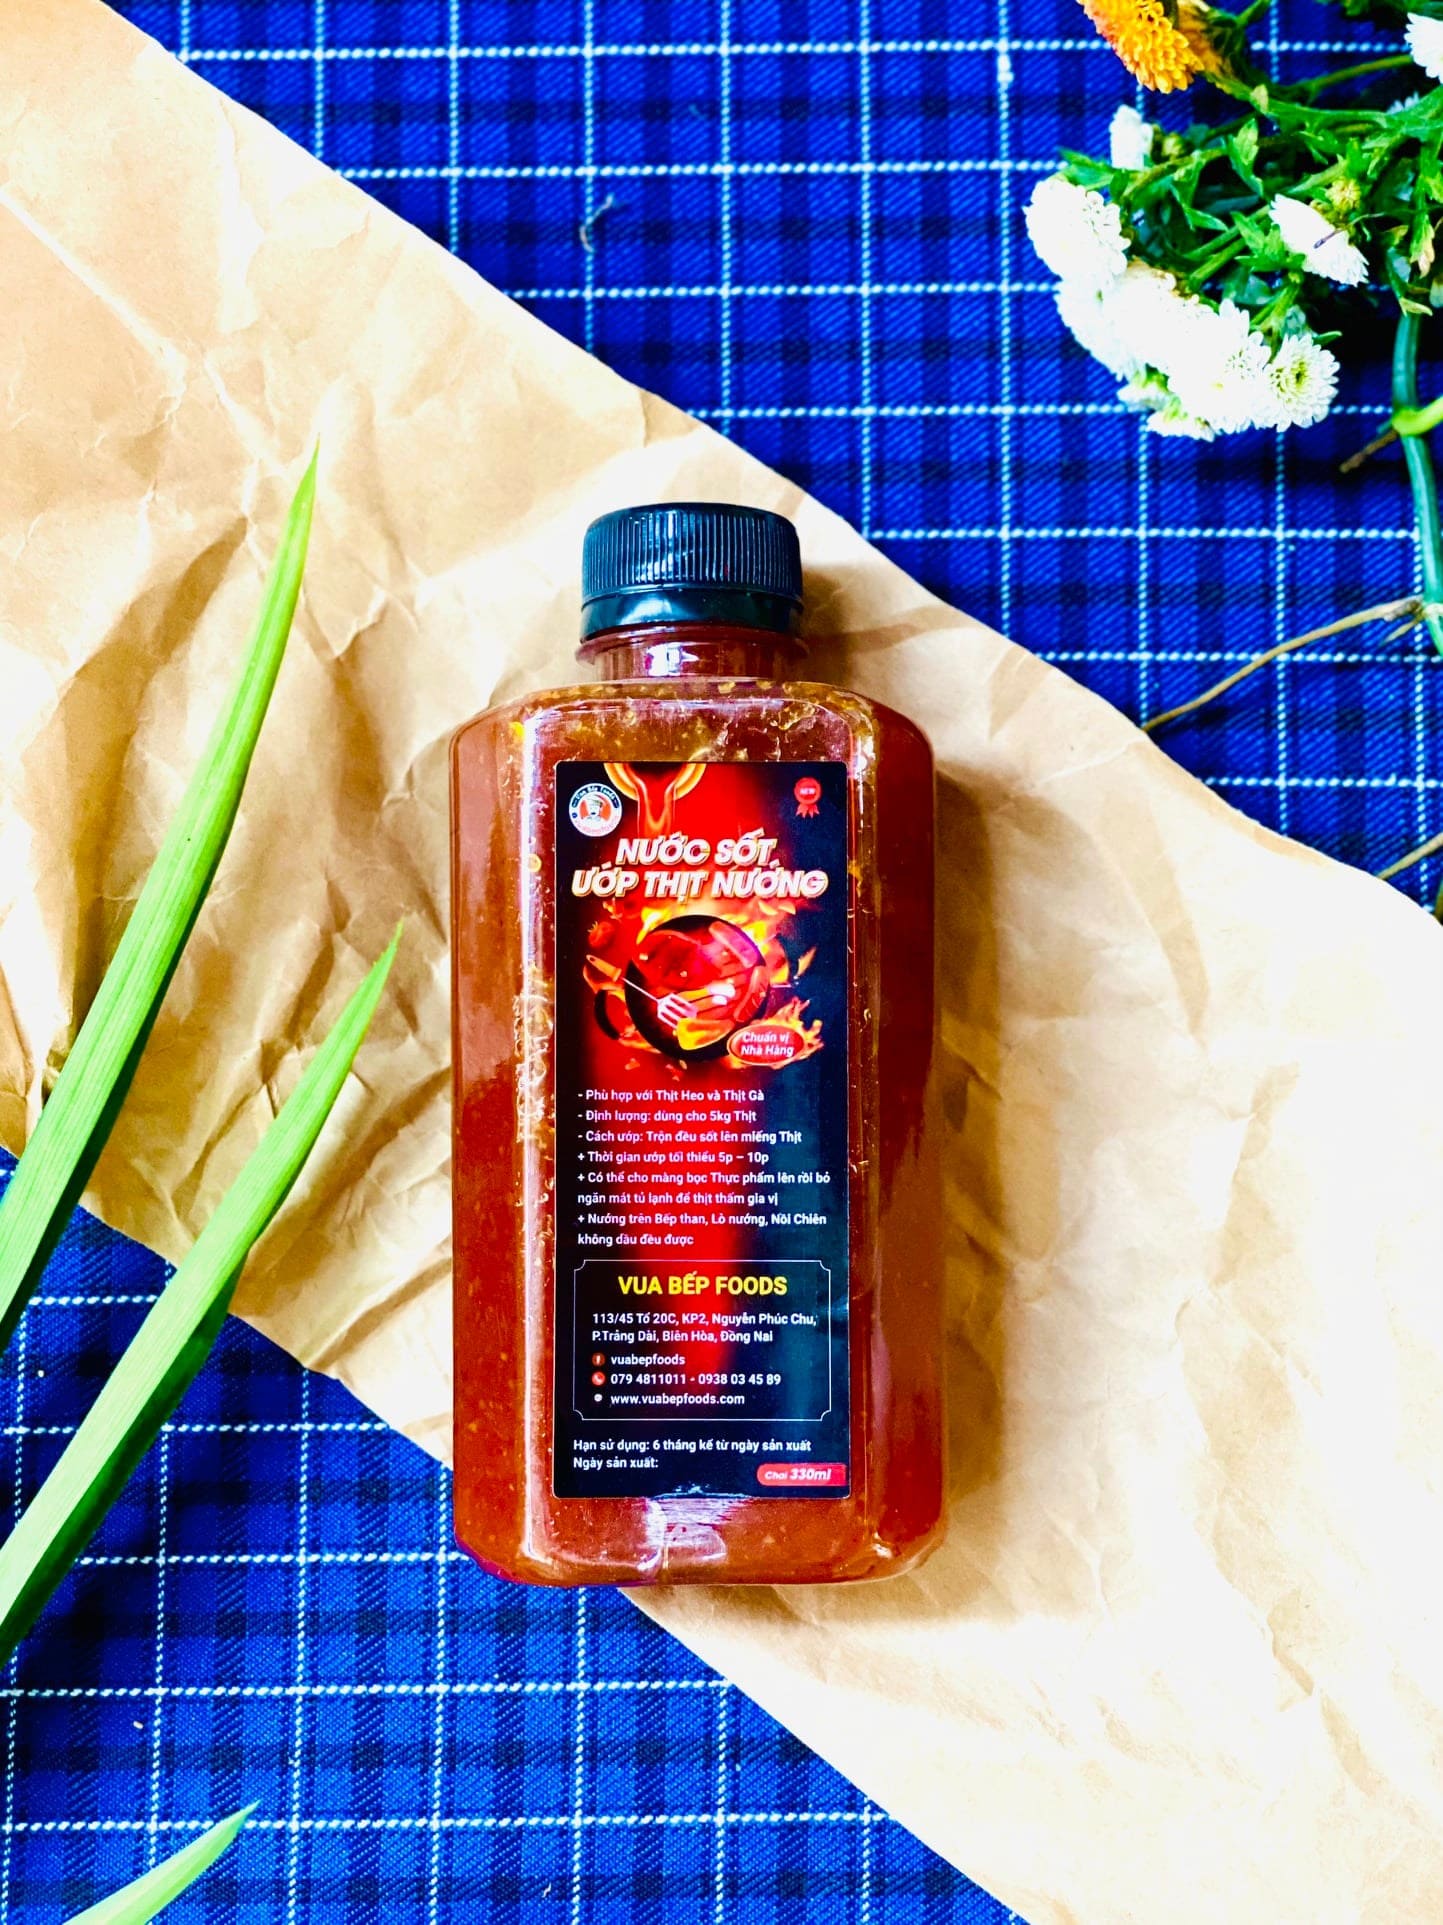 Vua Bếp Foods
NEW
NƯỚC SỐT
ƯỚP THỊT NƯỚNG
Chuẩn vị
Nhà Hàng
- Phù hợp với Thịt Heo và Thịt Gà
- Định lượng: dùng cho 5kg Thịt
- Cách ướp: Trộn đều sốt lên miếng Thịt
+ Thời gian ướp tối thiểu 5p – 10p
+ Có thể cho màng bọc Thực phẩm lên rồi bỏ
ngăn mát tủ lạnh để thịt thấm gia vị
+ Nướng trên Bếp than, Lò nướng, Nồi Chiên
không dầu đều được
VUA BẾP FOODS
113/45 Tổ 20C, KP2, Nguyễn Phúc Chu,
P.Trảng Dài, Biên Hòa, Đồng Nai
vuabepfoods
079 4811011 - 0938 03 45 89
www.vuabepfoods.com
Hạn sử dụng: 6 tháng kể từ ngày sản xuất
Ngày sản xuất:
Chai 330ml